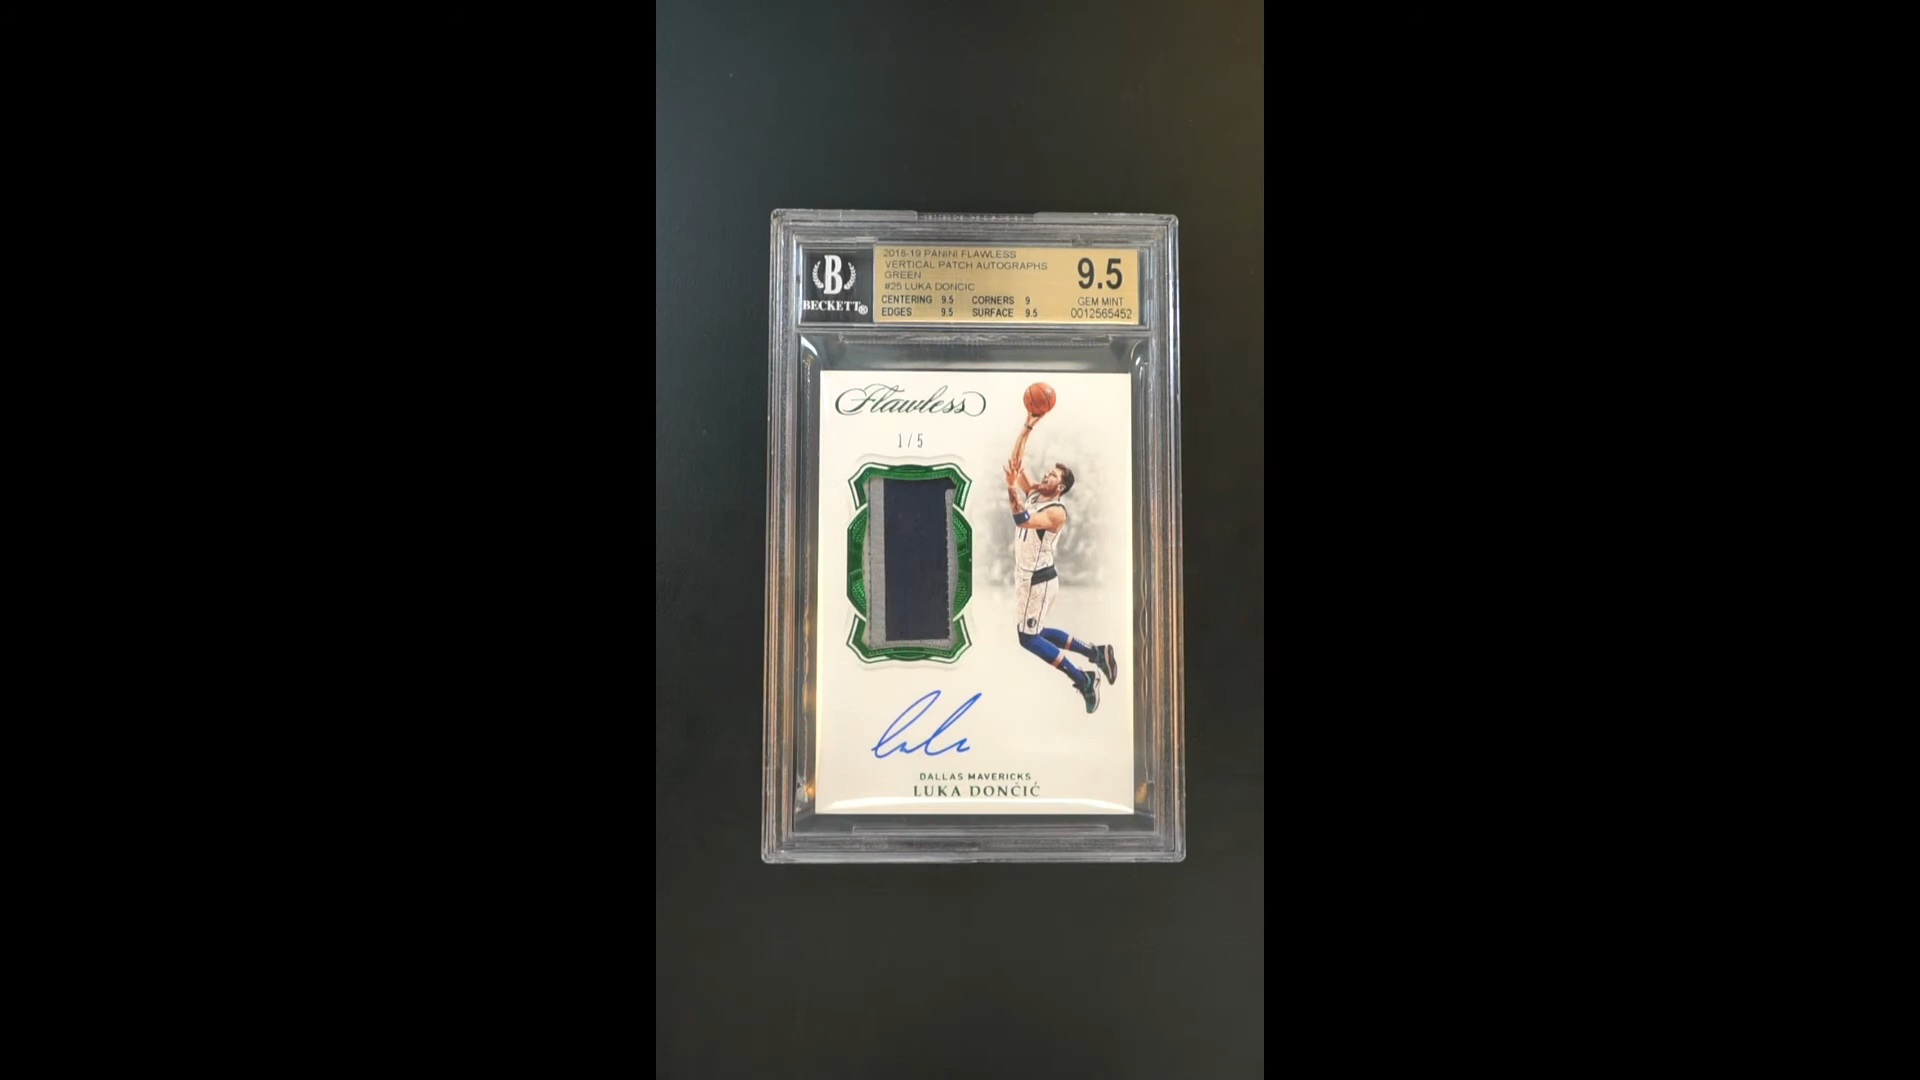 2018-19 PANINI FLAWLESS
VERTICAL PATCH AUTOGRAPHS
GREEN
#25 LUKA DONCIC
CENTERING 9.5 CORNERS 9
EDGES 9.5 SURFACE 9.5
9.5
GEM MINT
0012565452
B
BECKETT®
Flawless
1/5
DALLAS MAVERICKS
LUKA DONČIĆ